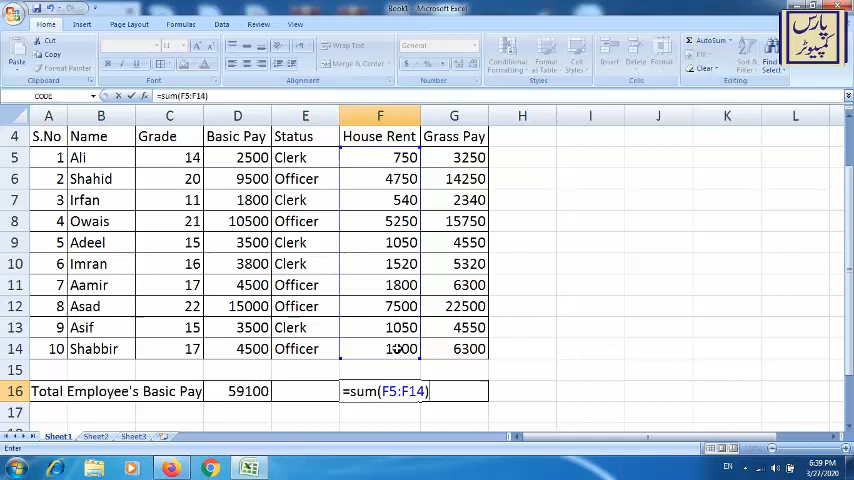 Book1 - Microsoft Excel
Home Insert Page Layout Formulas Data Review View
پارس
کمپیوٹر
Cut
Copy
Paste
Clipboard
11
Font
Wrap Text
Merge & Center
Alignment
General
Number
Conditional Formatting
Format as Table
Cell Styles
Styles
Insert Delete Format
Cells
AutoSum
Fill
Clear
Sort & Filter
Find & Select
CODE =sum(F5:F14)
A B C D E F G H I J K L
4 S.No Name Grade Basic Pay Status House Rent Grass Pay
5 1 Ali 14 2500 Clerk 750 3250
6 2 Shahid 20 9500 Officer 4750 14250
7 3 Irfan 11 1800 Clerk 540 2340
8 4 Owais 21 10500 Officer 5250 15750
9 5 Adeel 15 3500 Clerk 1050 4550
10 6 Imran 16 3800 Clerk 1520 5320
11 7 Aamir 17 4500 Officer 1800 6300
12 8 Asad 22 15000 Officer 7500 22500
13 9 Asif 15 3500 Clerk 1050 4550
14 10 Shabbir 17 4500 Officer 6300
15
16 Total Employee's Basic Pay 59100 =sum(F5:F14)
17
Sheet1 Sheet2 Sheet3
Enter 100%
EN 6:39 PM
3/27/2020